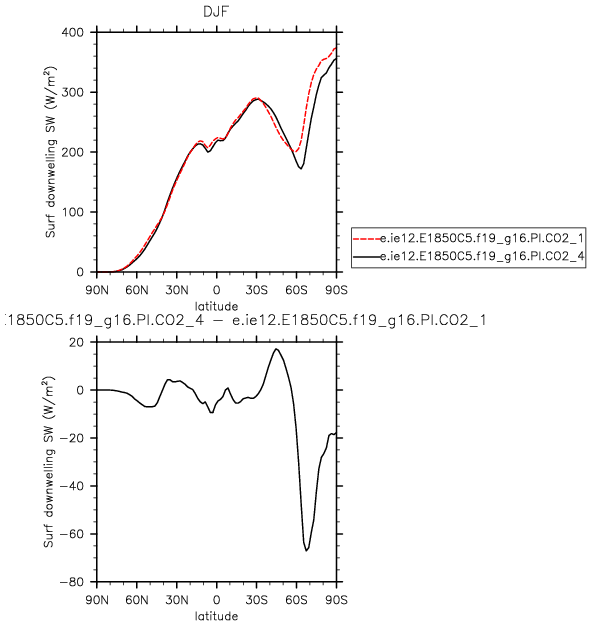 DJF
400
300
200
100
0
Surf downwelling SW (W/m²)
90N 60N 30N 0 30S 60S 90S
latitude
e.ie12.E1850C5.f19_g16.PI.CO2_1
e.ie12.E1850C5.f19_g16.PI.CO2_4
.1850C5.f19_g16.PI.CO2_4 − e.ie12.E1850C5.f19_g16.PI.CO2_1
20
0
−20
−40
−60
−80
Surf downwelling SW (W/m²)
90N 60N 30N 0 30S 60S 90S
latitude